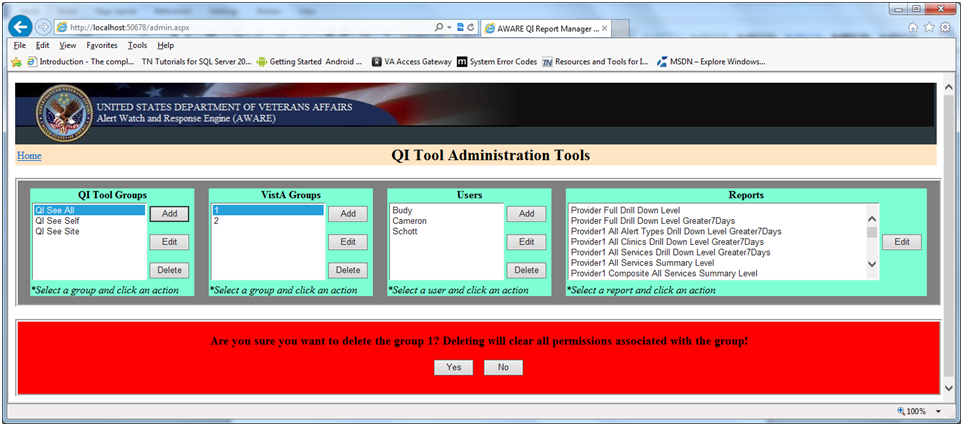 http://localhost:50678/admin.aspx
AWARE QI Report Manager ...
File Edit View Favorites Tools Help
Introduction - The compl... TN Tutorials for SQL Server 20... Getting Started Android ... VA Access Gateway System Error Codes Resources and Tools for I... MSDN – Explore Windows...
UNITED STATES DEPARTMENT OF VETERANS AFFAIRS
Alert Watch and Response Engine (AWARE)
Home
QI Tool Administration Tools
QI Tool Groups
QI See All
QI See Self
QI See Site
Add
Edit
Delete
*Select a group and click an action
VistA Groups
1
2
Add
Edit
Delete
*Select a group and click an action
Users
Budy
Cameron
Schott
Add
Edit
Delete
*Select a user and click an action
Reports
Provider Full Drill Down Level
Provider Full Drill Down Level Greater7Days
Provider1 All Alert Types Drill Down Level Greater7Days
Provider1 All Clinics Drill Down Level Greater7Days
Provider1 All Services Drill Down Level Greater7Days
Provider1 All Services Summary Level
Provider1 Composite All Services Summary Level
Edit
*Select a report and click an action
Are you sure you want to delete the group 1? Deleting will clear all permissions associated with the group!
Yes No
100%